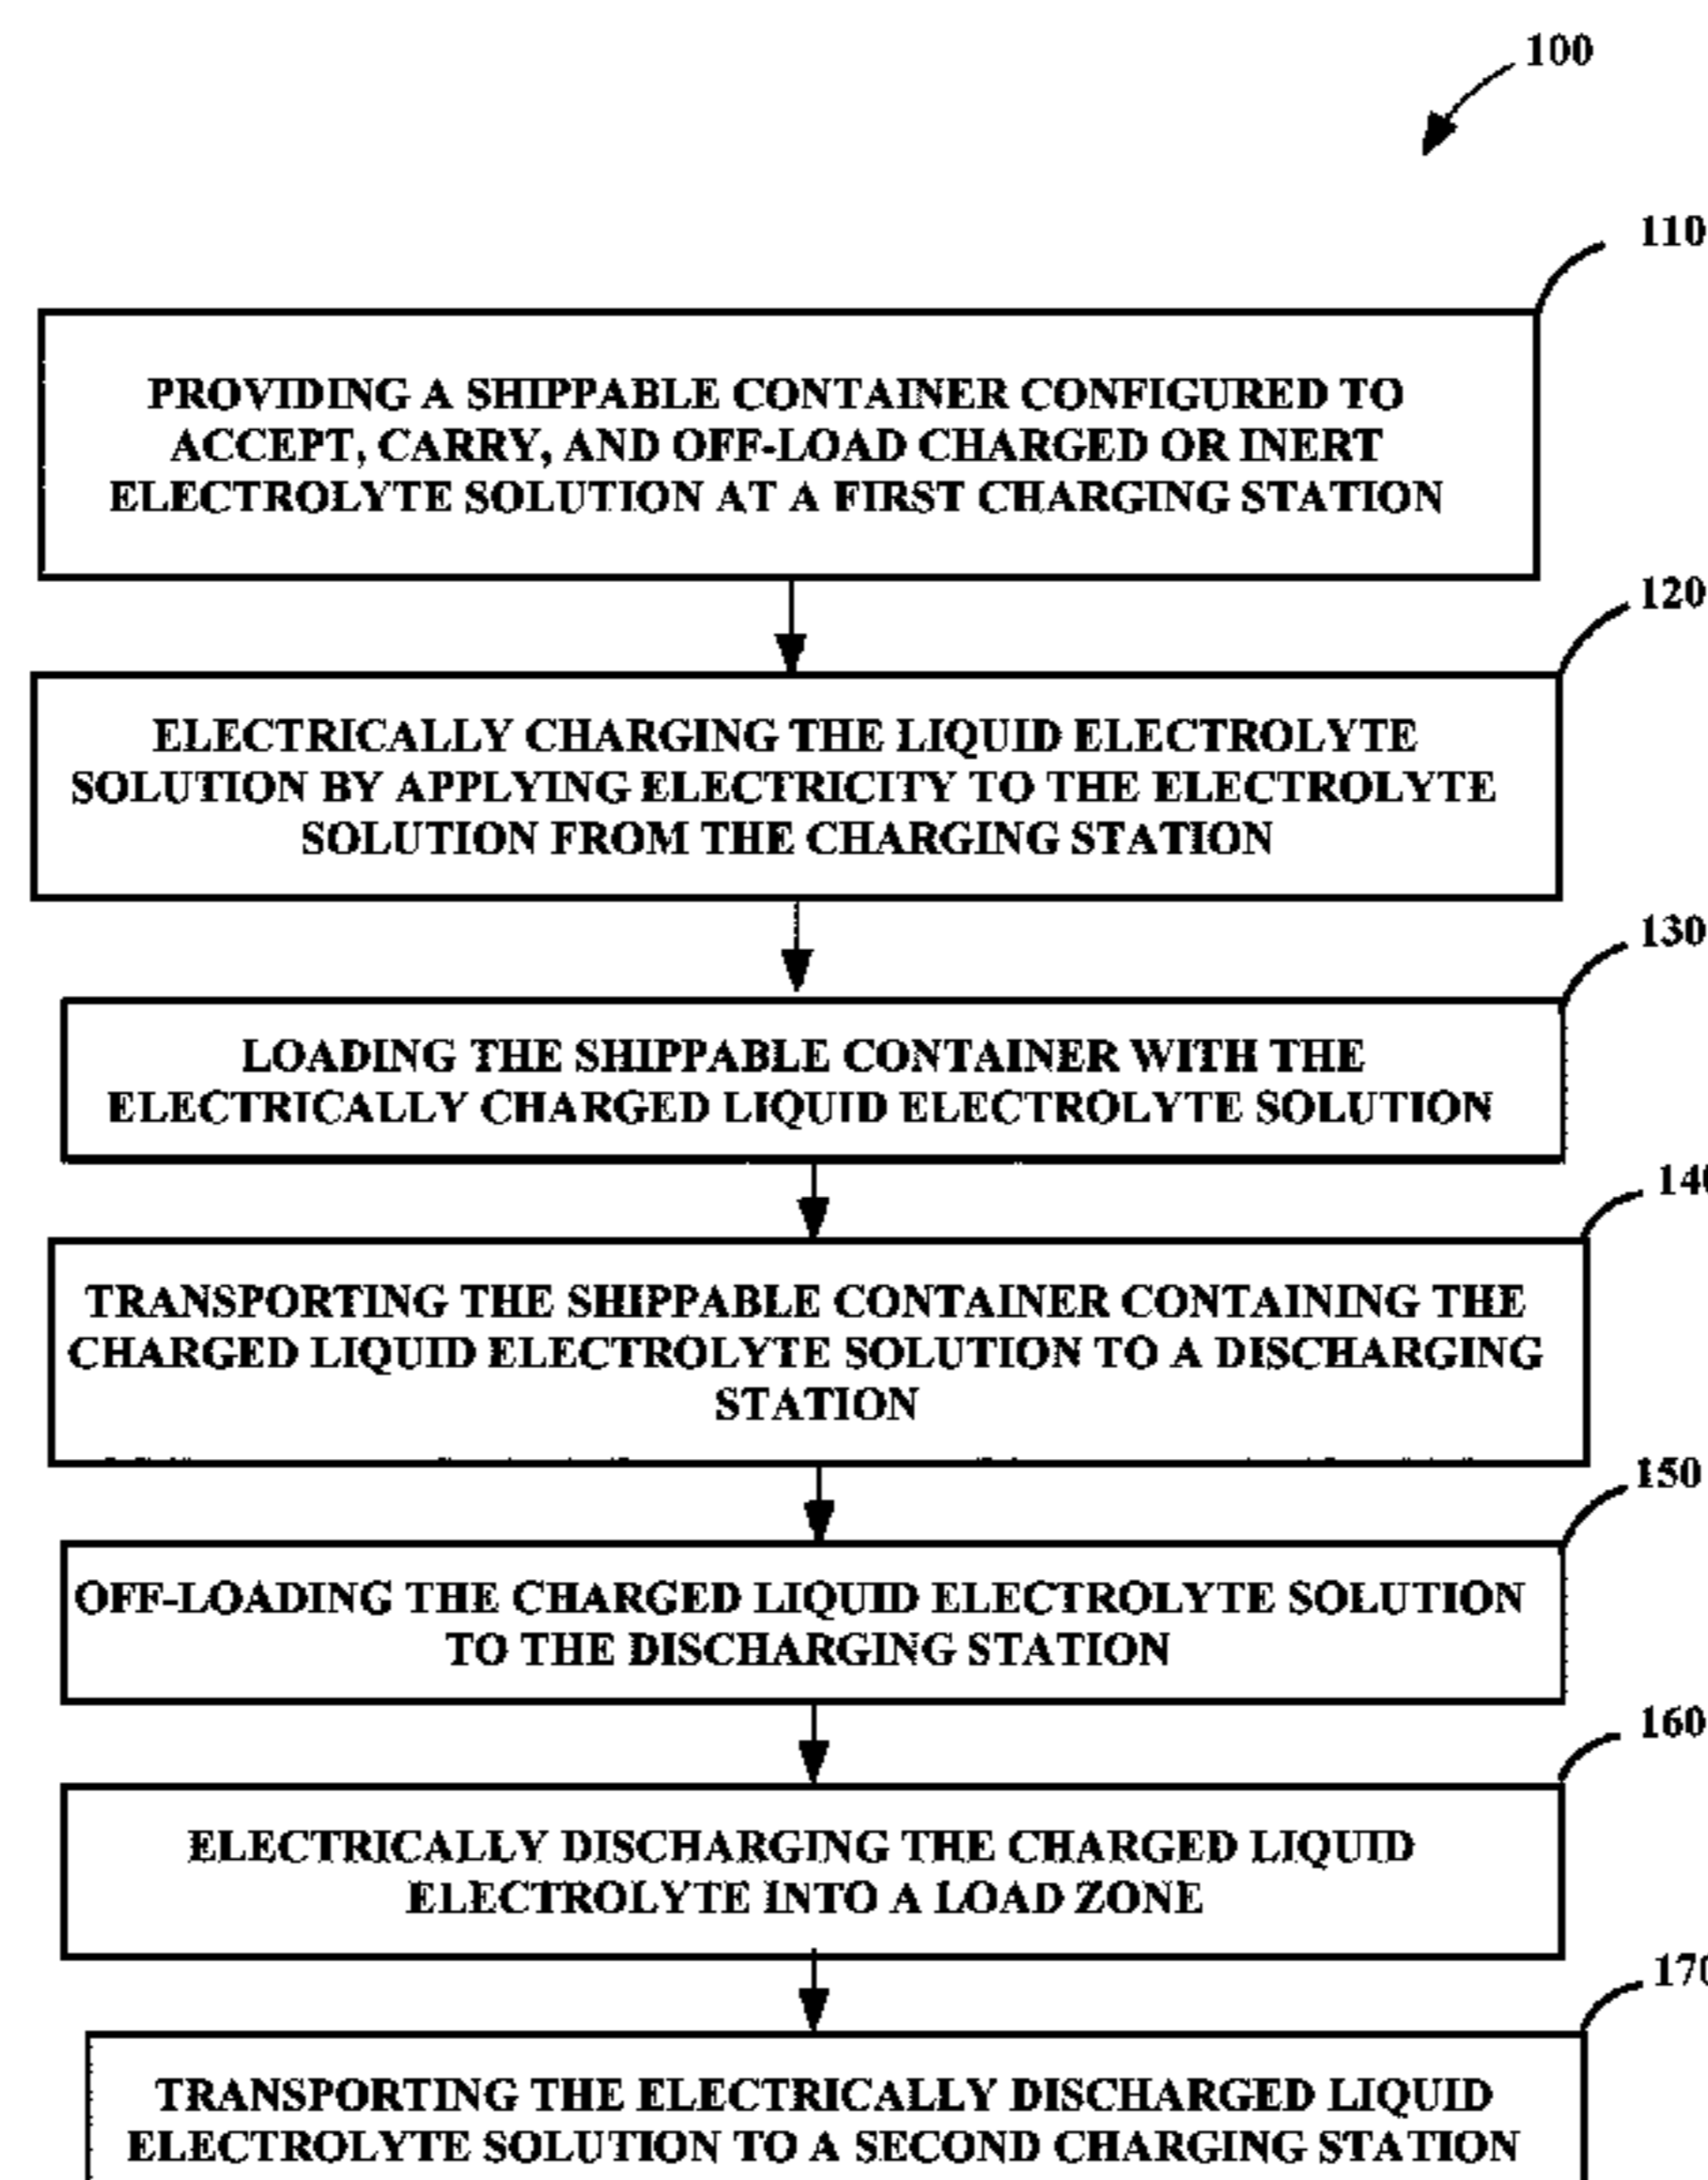 100
110
PROVIDING A SHIPPABLE CONTAINER CONFIGURED TO
ACCEPT, CARRY, AND OFF-LOAD CHARGED OR INERT
ELECTROLYTE SOLUTION AT A FIRST CHARGING STATION
120
ELECTRICALLY CHARGING THE LIQUID ELECTROLYTE
SOLUTION BY APPLYING ELECTRICITY TO THE ELECTROLYTE
SOLUTION FROM THE CHARGING STATION
130
LOADING THE SHIPPABLE CONTAINER WITH THE
ELECTRICALLY CHARGED LIQUID ELECTROLYTE SOLUTION
140
TRANSPORTING THE SHIPPABLE CONTAINER CONTAINING THE
CHARGED LIQUID ELECTROLYTE SOLUTION TO A DISCHARGING
STATION
150
OFF-LOADING THE CHARGED LIQUID ELECTROLYTE SOLUTION
TO THE DISCHARGING STATION
160
ELECTRICALLY DISCHARGING THE CHARGED LIQUID
ELECTROLYTE INTO A LOAD ZONE
170
TRANSPORTING THE ELECTRICALLY DISCHARGED LIQUID
ELECTROLYTE SOLUTION TO A SECOND CHARGING STATION